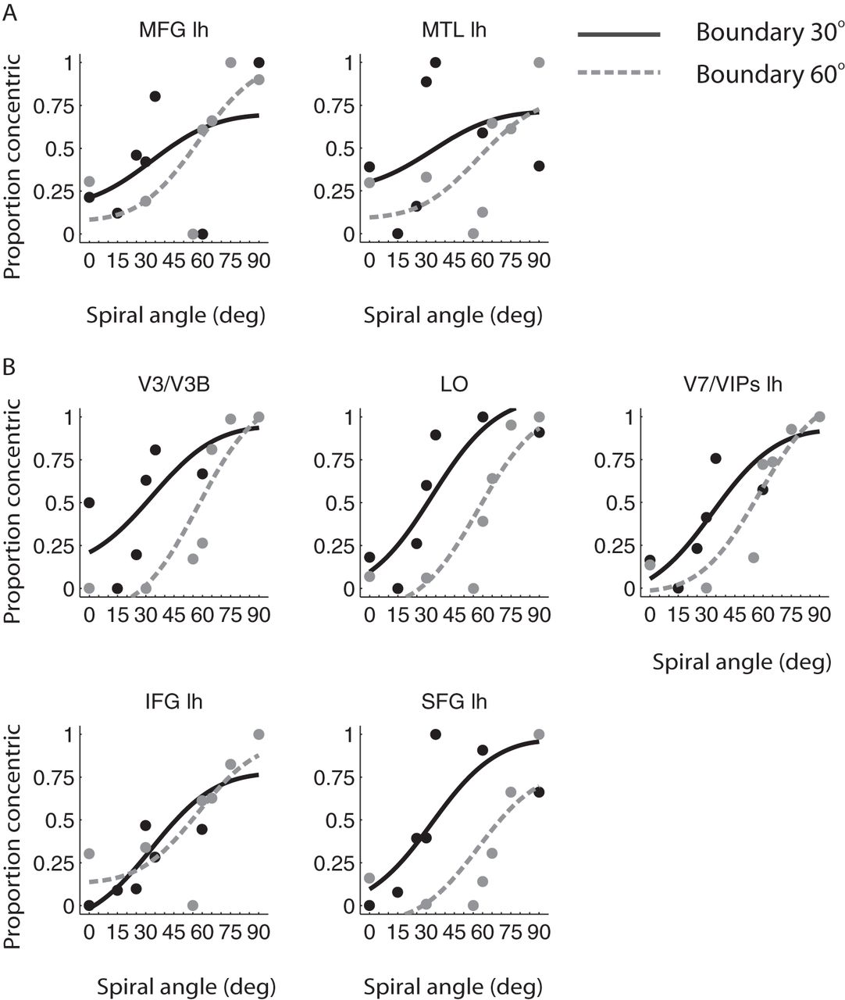 A
MFG lh
MTL lh
Boundary 30°
Boundary 60°
Proportion concentric
1
0.75
0.5
0.25
0
0 15 30 45 60 75 90
Spiral angle (deg)
1
0.75
0.5
0.25
0
0 15 30 45 60 75 90
Spiral angle (deg)
B
V3/V3B
LO
V7/VIPs lh
Proportion concentric
1
0.75
0.5
0.25
0
0 15 30 45 60 75 90
1
0.75
0.5
0.25
0
0 15 30 45 60 75 90
1
0.75
0.5
0.25
0
0 15 30 45 60 75 90
Spiral angle (deg)
IFG lh
SFG lh
Proportion concentric
1
0.75
0.5
0.25
0
0 15 30 45 60 75 90
Spiral angle (deg)
1
0.75
0.5
0.25
0
0 15 30 45 60 75 90
Spiral angle (deg)